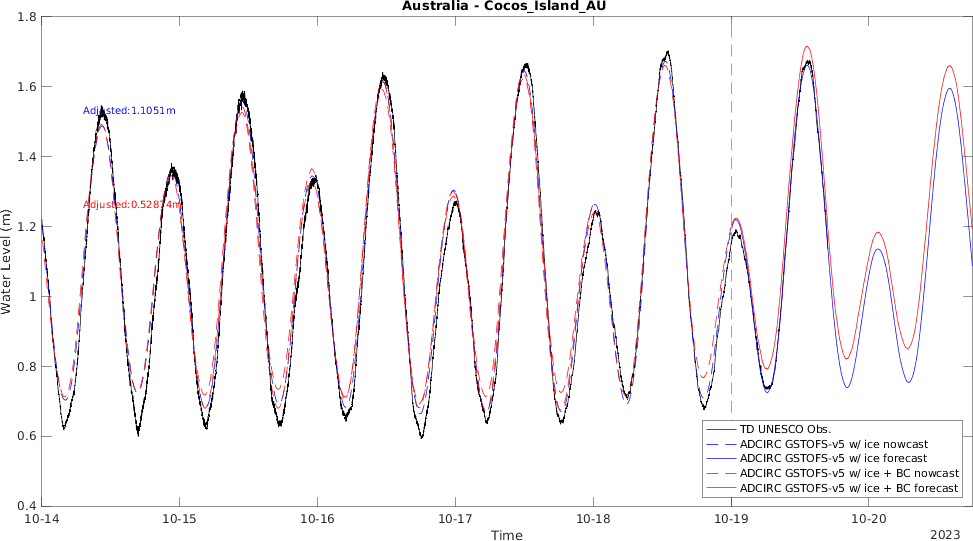 Australia - Cocos_Island_AU
1.8
1.6
1.4
1.2
1
0.8
0.6
0.4
Water Level (m)
Adjusted:1.1051m
Adjusted:0.52874m
TD UNESCO Obs.
ADCIRC GSTOFS-v5 w/ ice nowcast
ADCIRC GSTOFS-v5 w/ ice forecast
ADCIRC GSTOFS-v5 w/ ice + BC nowcast
ADCIRC GSTOFS-v5 w/ ice + BC forecast
10-14 10-15 10-16 10-17 10-18 10-19 10-20
Time
2023